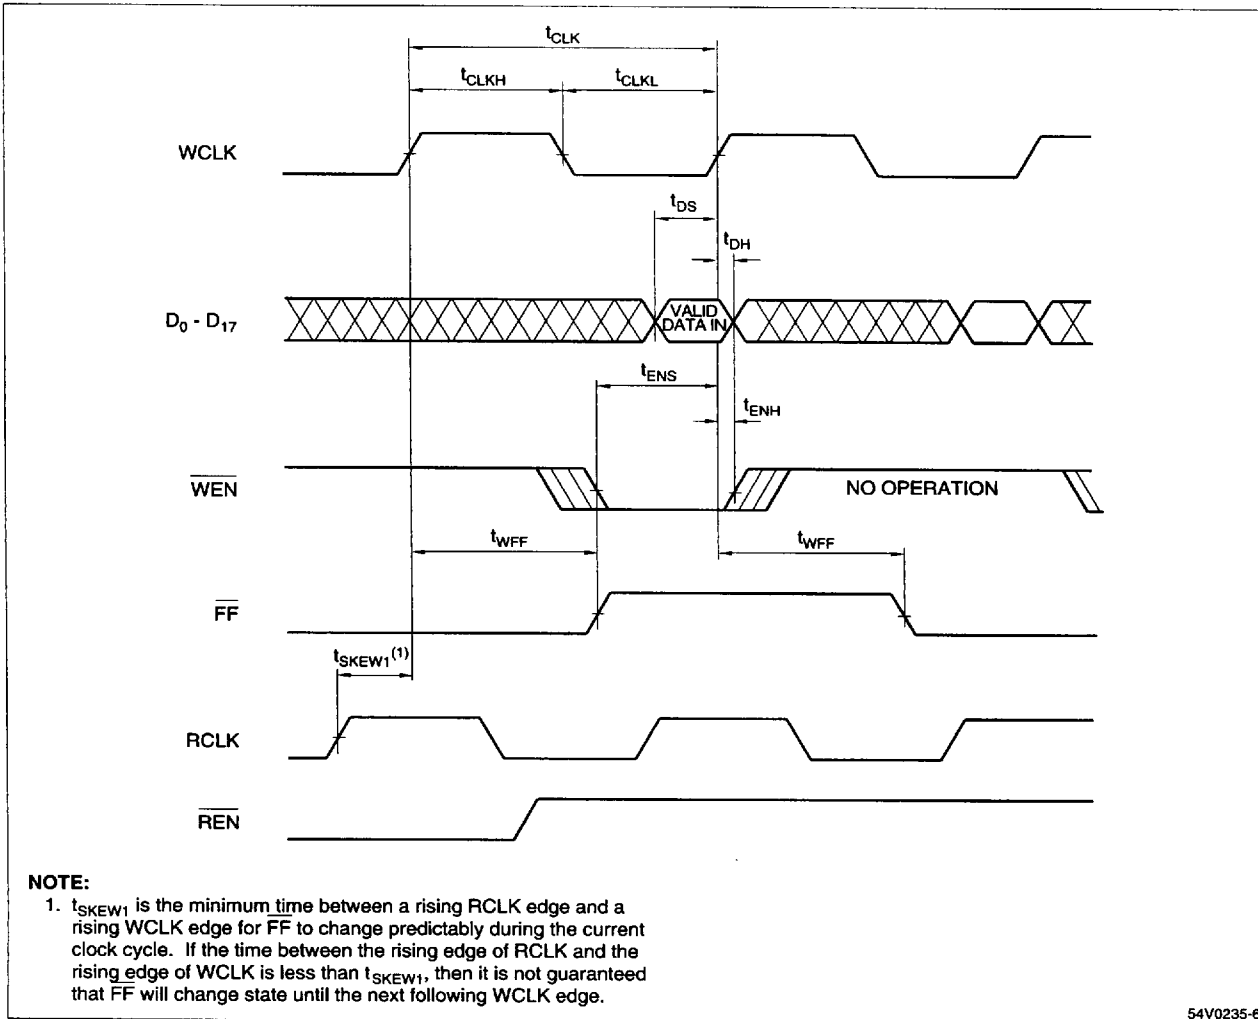 tCLK
tCLKH
tCLKL
WCLK
tDS
tDH
D0 - D17
VALID
DATA IN
tENS
tENH
WEN
NO OPERATION
tWFF
tWFF
FF
tSKEW1(1)
RCLK
REN
NOTE:
1. tSKEW1 is the minimum time between a rising RCLK edge and a
rising WCLK edge for FF to change predictably during the current
clock cycle. If the time between the rising edge of RCLK and the
rising edge of WCLK is less than tSKEW1, then it is not guaranteed
that FF will change state until the next following WCLK edge.